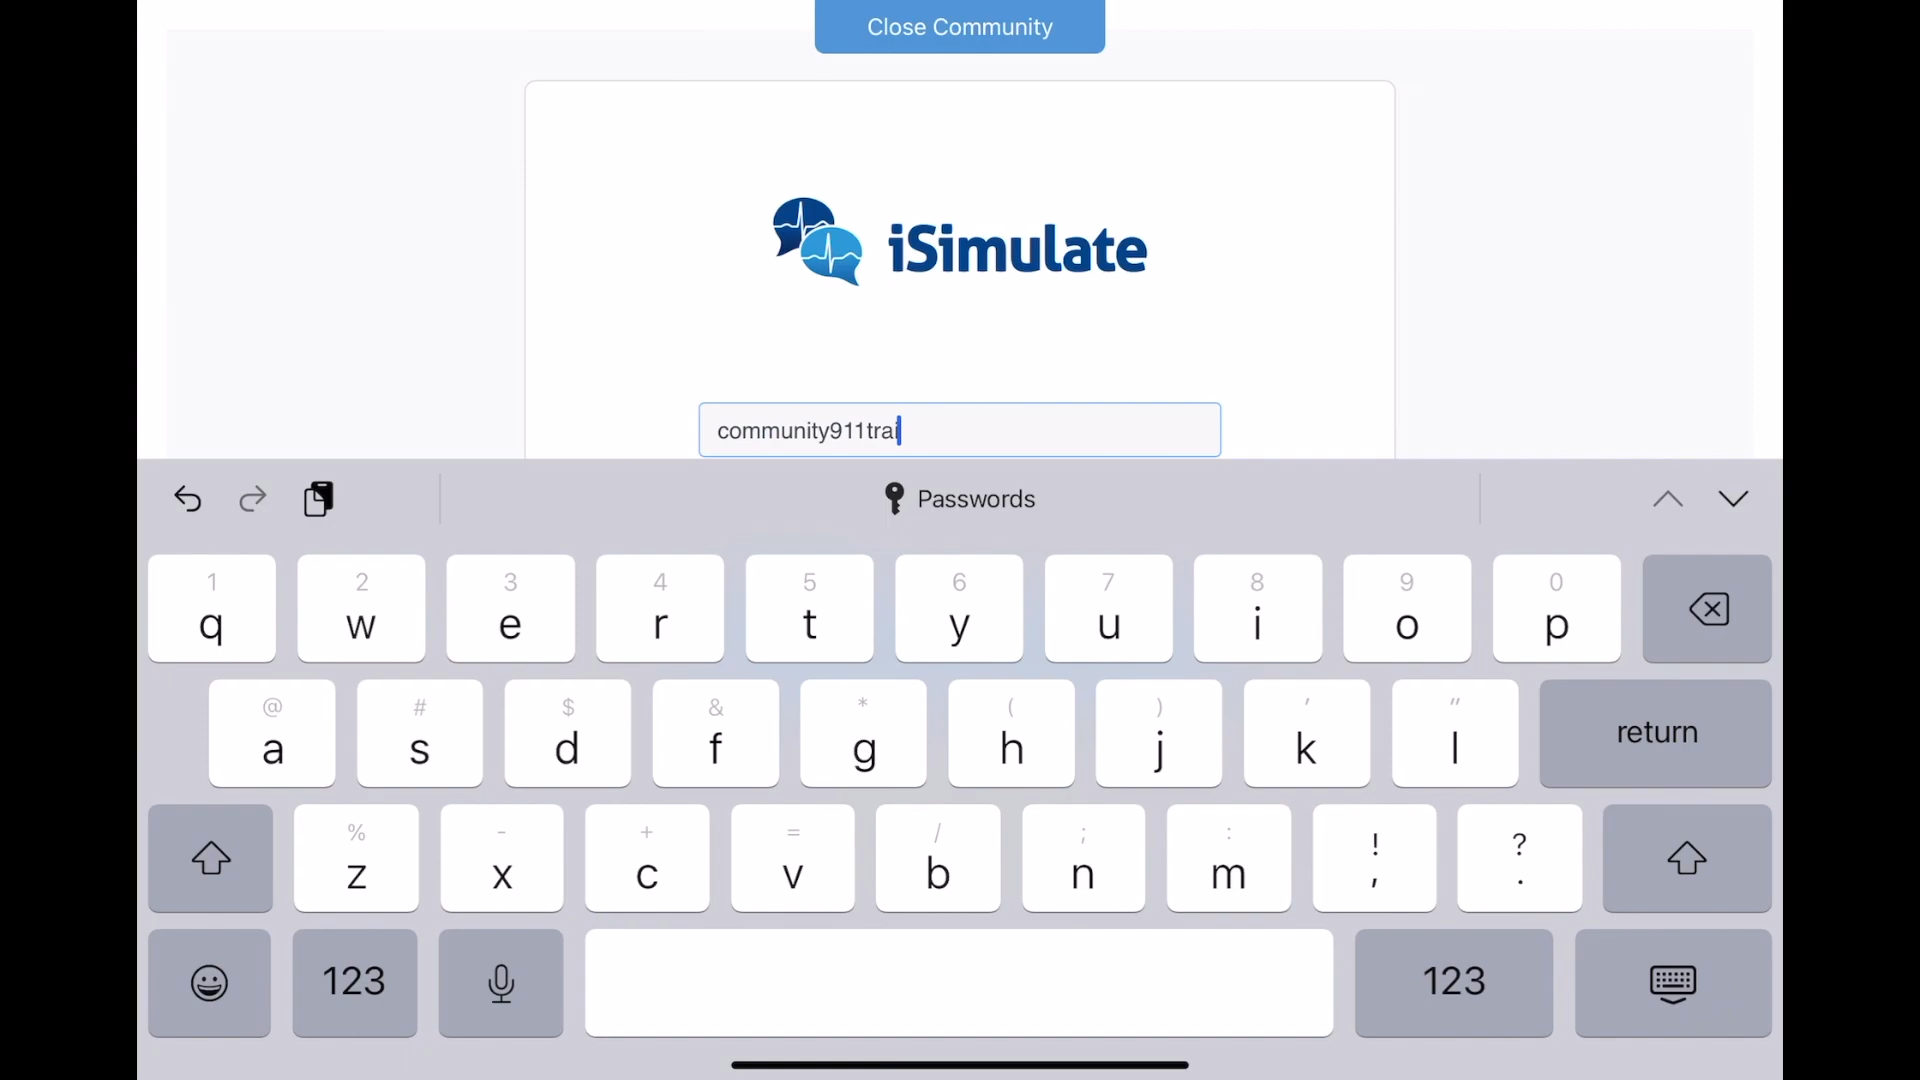 Close Community
iSimulate
community911trai
Passwords
1 2 3 4 5 6 7 8 9 0
q w e r t y u i o p
@ # $ & * ( ) ' "
a s d f g h j k l return
% - + = / ; : ! ?
z x c v b n m , .
123 123